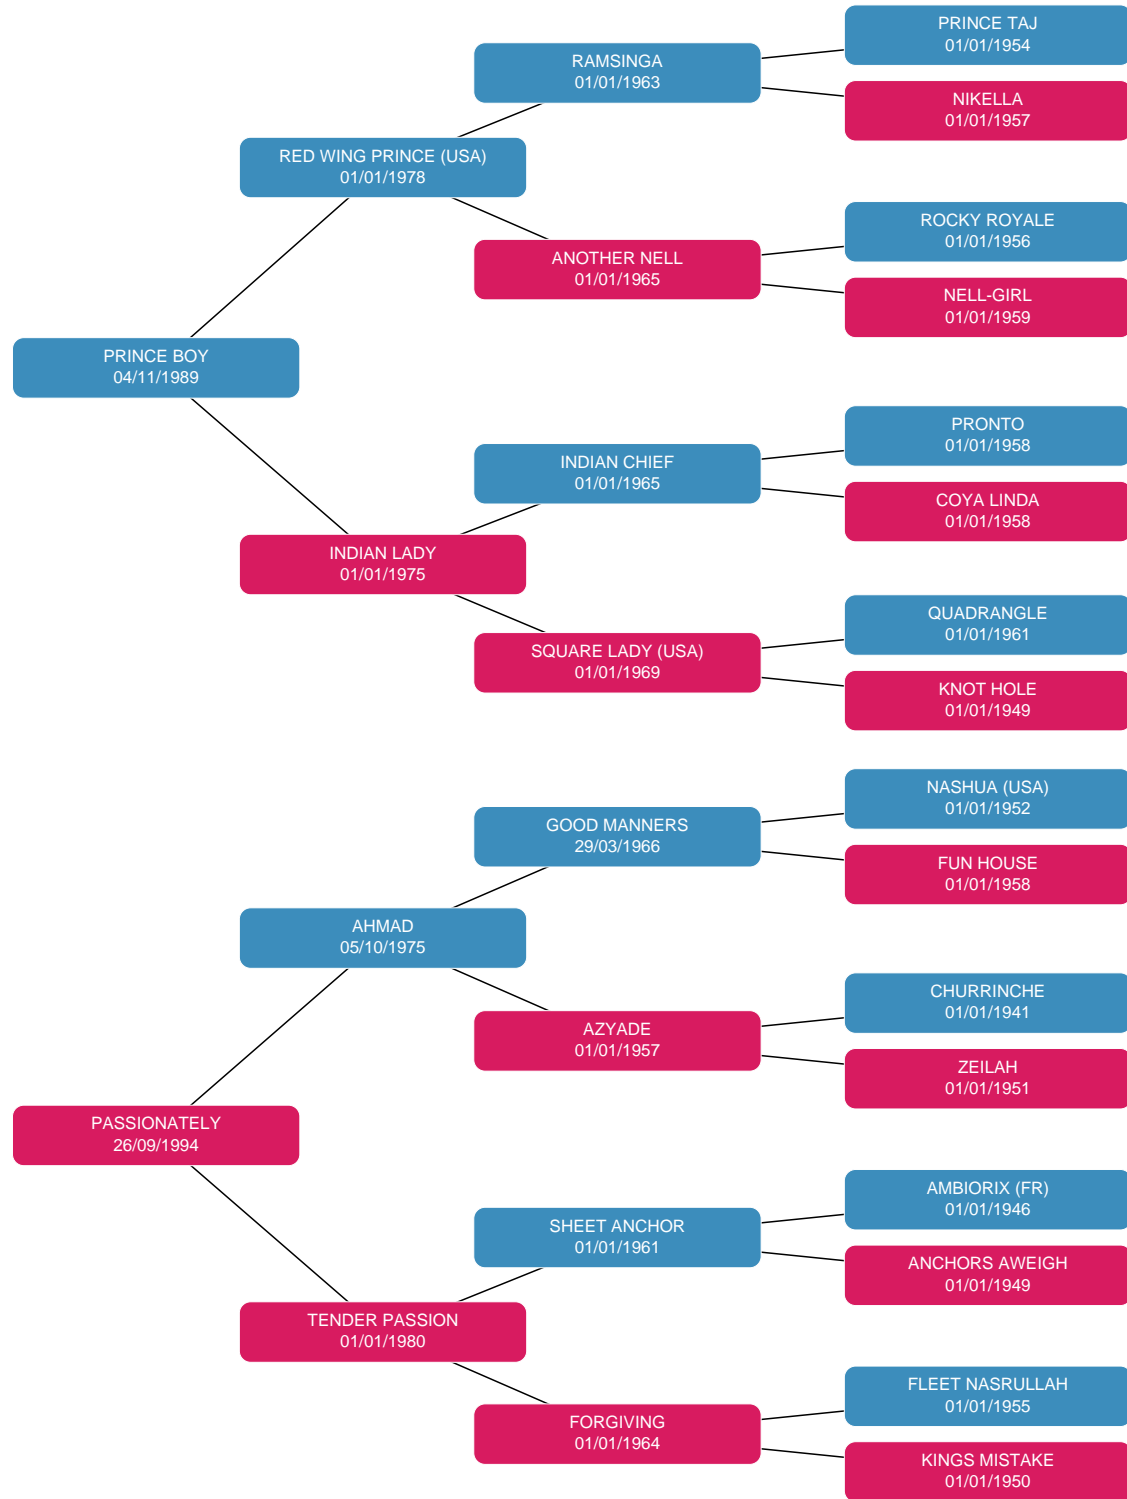 PRINCE TAJ
01/01/1954
RAMSINGA
01/01/1963
NIKELLA
01/01/1957
RED WING PRINCE (USA)
01/01/1978
ROCKY ROYALE
01/01/1956
ANOTHER NELL
01/01/1965
NELL-GIRL
01/01/1959
PRINCE BOY
04/11/1989
PRONTO
01/01/1958
INDIAN CHIEF
01/01/1965
COYA LINDA
01/01/1958
INDIAN LADY
01/01/1975
QUADRANGLE
01/01/1961
SQUARE LADY (USA)
01/01/1969
KNOT HOLE
01/01/1949
NASHUA (USA)
01/01/1952
GOOD MANNERS
29/03/1966
FUN HOUSE
01/01/1958
AHMAD
05/10/1975
CHURRINCHE
01/01/1941
AZYADE
01/01/1957
ZEILAH
01/01/1951
PASSIONATELY
26/09/1994
AMBIORIX (FR)
01/01/1946
SHEET ANCHOR
01/01/1961
ANCHORS AWEIGH
01/01/1949
TENDER PASSION
01/01/1980
FLEET NASRULLAH
01/01/1955
FORGIVING
01/01/1964
KINGS MISTAKE
01/01/1950